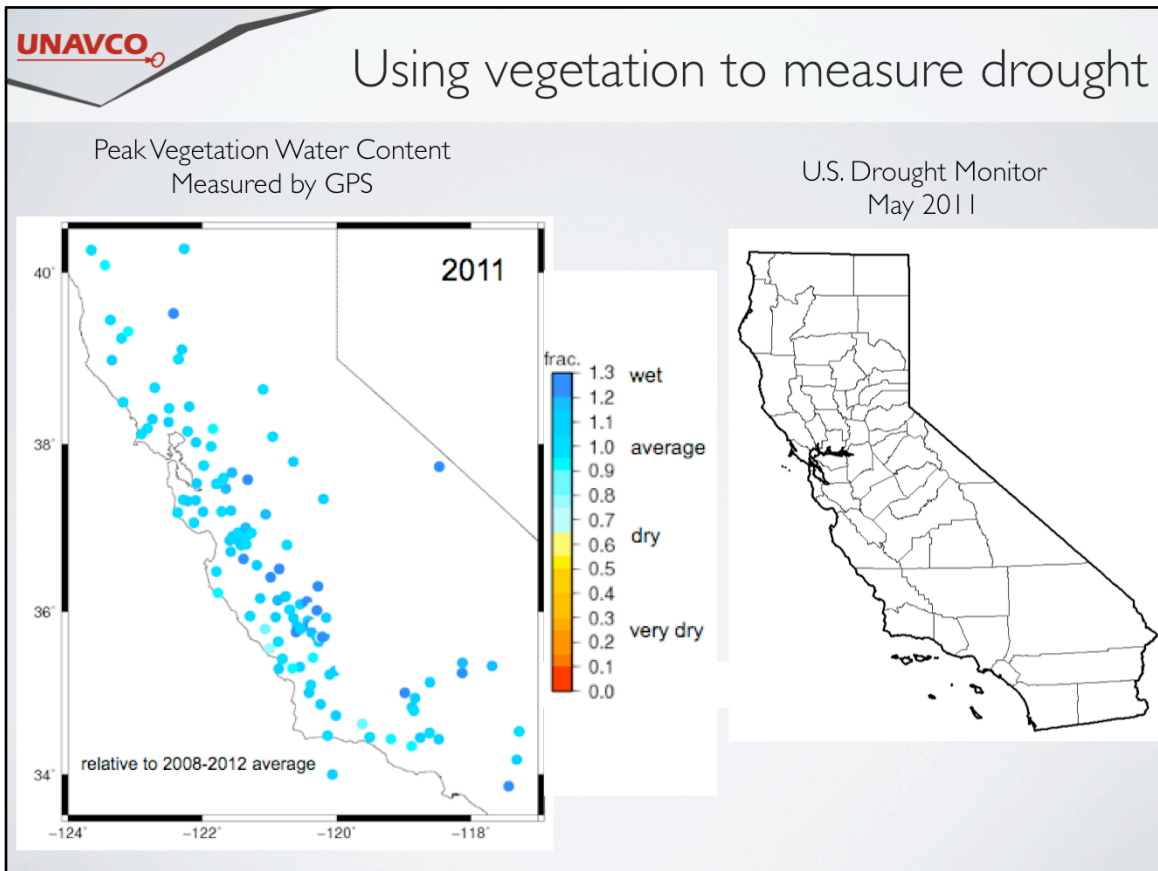 UNAVCO
Using vegetation to measure drought
Peak Vegetation Water Content
Measured by GPS
U.S. Drought Monitor
May 2011
2011
40˚
38˚
36˚
34˚
−124˚
−122˚
−120˚
−118˚
relative to 2008-2012 average
frac.
1.3 wet
1.2
1.1
1.0 average
0.9
0.8
0.7
0.6 dry
0.5
0.4
0.3
0.2 very dry
0.1
0.0